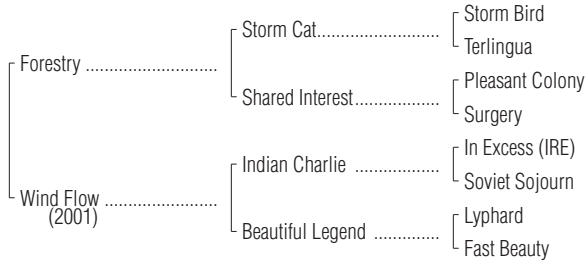 Forestry
Wind Flow
(2001)
Storm Cat
Shared Interest
Indian Charlie
Beautiful Legend
Storm Bird
Terlingua
Pleasant Colony
Surgery
In Excess (IRE)
Soviet Sojourn
Lyphard
Fast Beauty